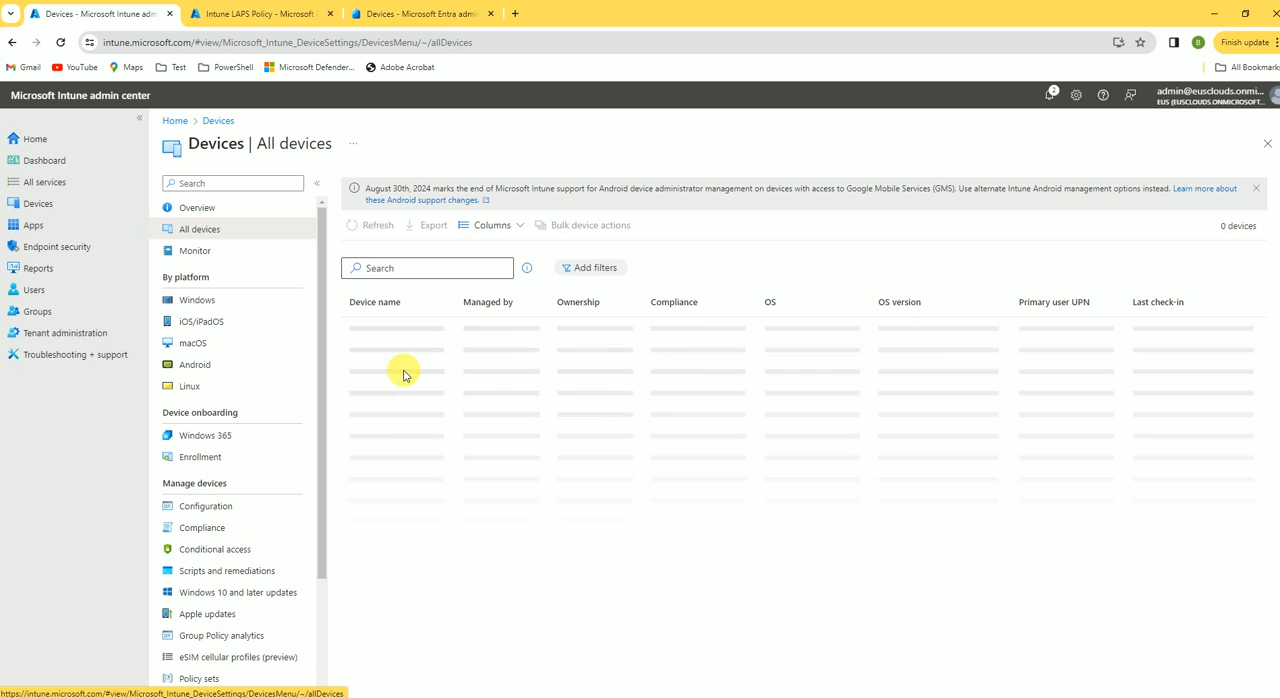 Devices - Microsoft Intune adm
Intune LAPS Policy - Microsoft
Devices - Microsoft Entra admin
intune.microsoft.com/#view/Microsoft_Intune_DeviceSettings/DevicesMenu/~/allDevices
Finish update
Gmail
YouTube
Maps
Test
PowerShell
Microsoft Defender...
Adobe Acrobat
All Bookmarks
Microsoft Intune admin center
2
admin@eusclouds.onmi...
EUS (EUSCLOUDS.ONMICROSOFT...
Home
Dashboard
All services
Devices
Apps
Endpoint security
Reports
Users
Groups
Tenant administration
Troubleshooting + support
Home > Devices
Devices | All devices
Search
Overview
All devices
Monitor
By platform
Windows
iOS/iPadOS
macOS
Android
Linux
Device onboarding
Windows 365
Enrollment
Manage devices
Configuration
Compliance
Conditional access
Scripts and remediations
Windows 10 and later updates
Apple updates
Group Policy analytics
eSIM cellular profiles (preview)
Policy sets
August 30th, 2024 marks the end of Microsoft Intune support for Android device administrator management on devices with access to Google Mobile Services (GMS). Use alternate Intune Android management options instead. Learn more about
these Android support changes.
Refresh
Export
Columns
Bulk device actions
0 devices
Search
Add filters
Device name
Managed by
Ownership
Compliance
OS
OS version
Primary user UPN
Last check-in
https://intune.microsoft.com/#view/Microsoft_Intune_DeviceSettings/DevicesMenu/~/allDevices